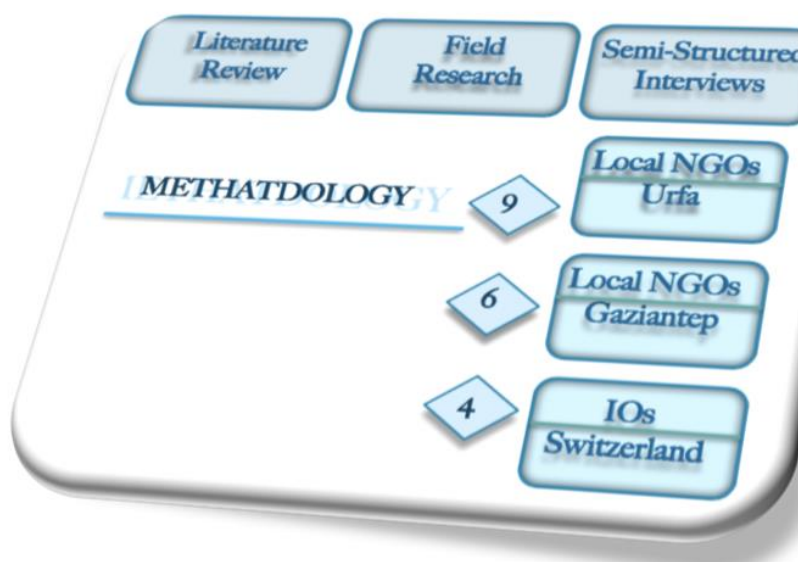 Literature
Review
Field
Research
Semi-Structured
Interviews
METHATDOLOGY
9
Local NGOs
Urfa
6
Local NGOs
Gaziantep
4
IOs
Switzerland